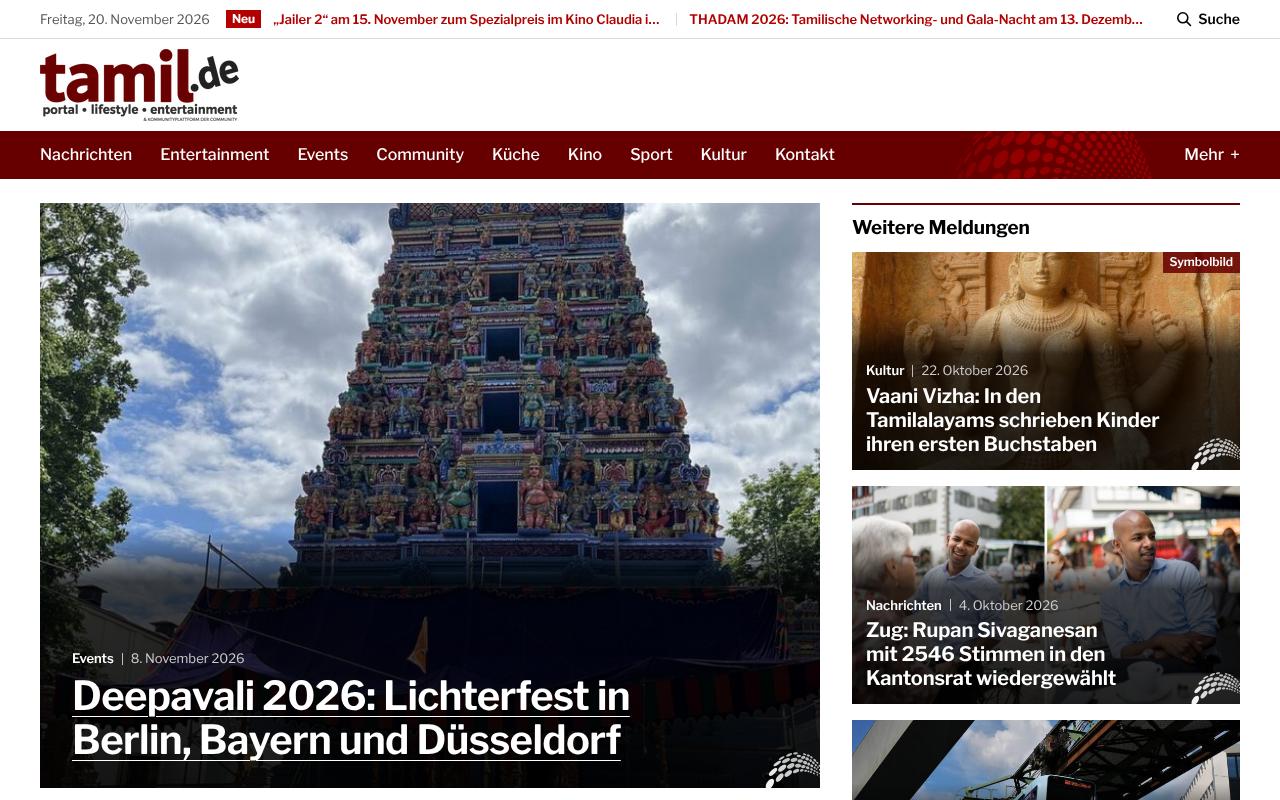 Freitag, 20. November 2026
Neu
„Jailer 2“ am 15. November zum Spezialpreis im Kino Claudia i...
THADAM 2026: Tamilische Networking- und Gala-Nacht am 13. Dezemb...
Suche
tamil.de
portal • lifestyle • entertainment
& KOMMUNITYPLATTFORM DER COMMUNITY
Nachrichten Entertainment Events Community Küche Kino Sport Kultur Kontakt Mehr +
Events | 8. November 2026
Deepavali 2026: Lichterfest in
Berlin, Bayern und Düsseldorf
Weitere Meldungen
Symbolbild
Kultur | 22. Oktober 2026
Vaani Vizha: In den
Tamilalayams schrieben Kinder
ihren ersten Buchstaben
Nachrichten | 4. Oktober 2026
Zug: Rupan Sivaganesan
mit 2546 Stimmen in den
Kantonsrat wiedergewählt